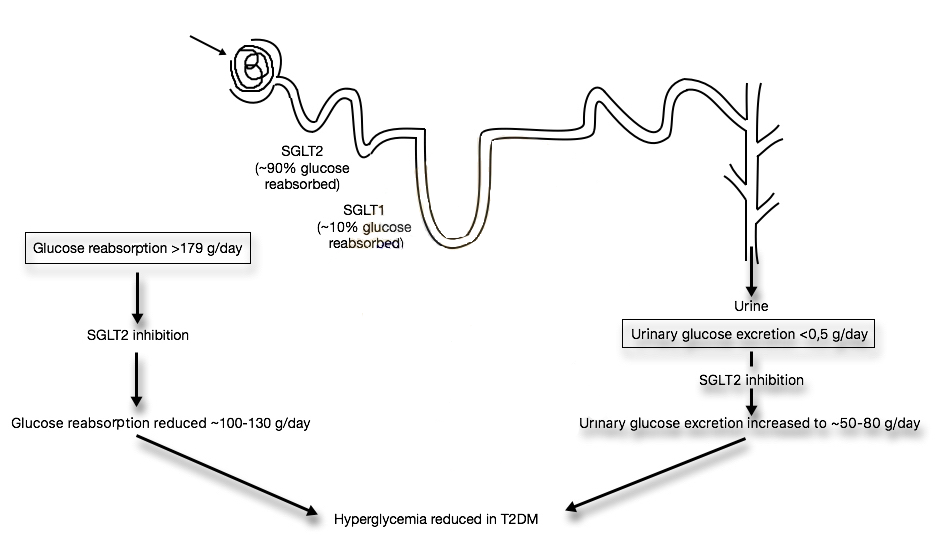 SGLT2
(~90% glucose
reabsorbed)
SGLT1
(~10% glucose
reabsorbed)
Glucose reabsorption >179 g/day
SGLT2 inhibition
Glucose reabsorption reduced ~100-130 g/day
Urine
Urinary glucose excretion <0,5 g/day
SGLT2 inhibition
Urinary glucose excretion increased to ~50-80 g/day
Hyperglycemia reduced in T2DM